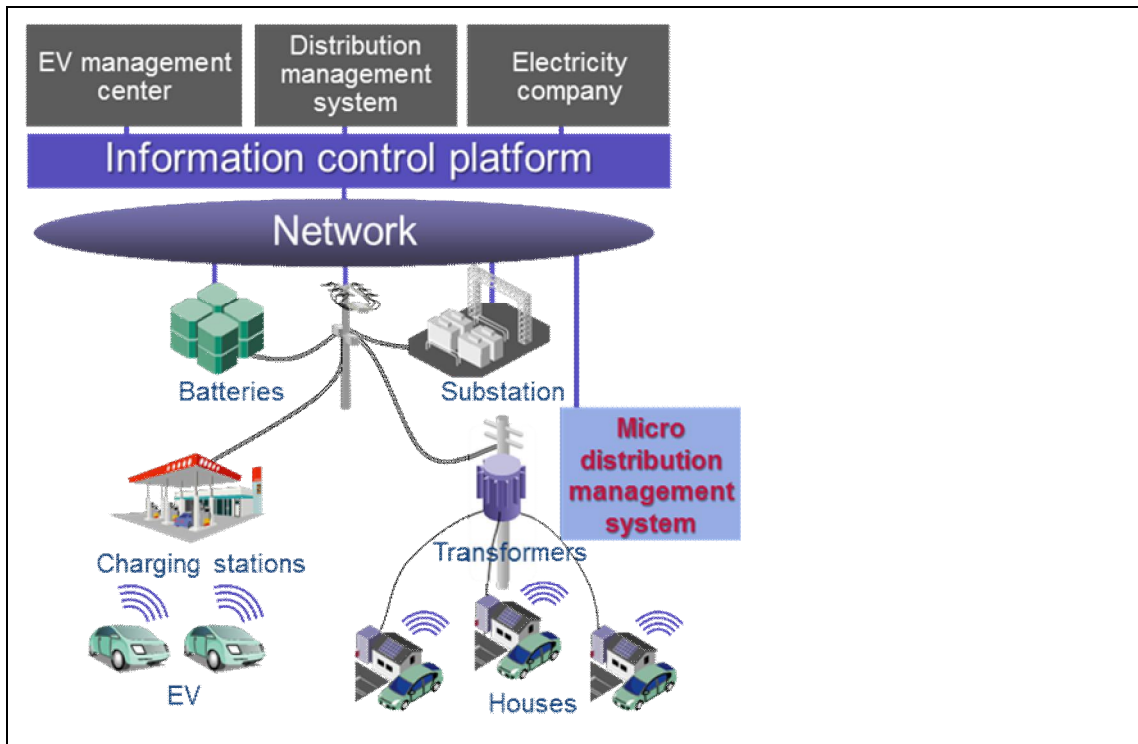 EV management
center
Distribution
management
system
Electricity
company
Information control platform
Network
Batteries
Substation
Micro
distribution
management
system
Charging stations
Transformers
EV
Houses